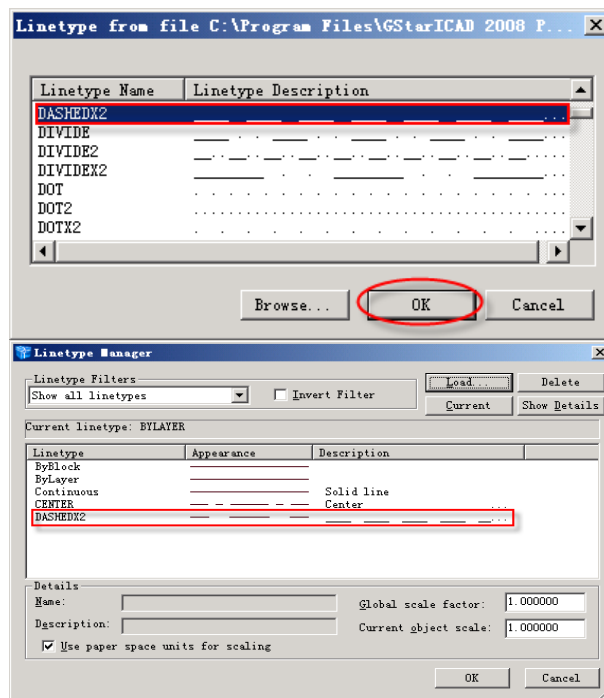 Linetype from file C:\Program Files\GStarICAD 2008 P...
Linetype Name Linetype Description
DASHEDX2
DIVIDE
DIVIDE2
DIVIDEX2
DOT
DOT2
DOTX2
Browse... OK Cancel
Linetype Manager
Linetype Filters
Show all linetypes Invert Filter Load... Delete
Current Show Details
Current linetype: BYLAYER
Linetype Appearance Description
ByBlock
ByLayer
Continuous Solid line
CENTER Center ...
DASHEDX2 ...
Details
Name: Global scale factor: 1.000000
Description: Current object scale: 1.000000
Use paper space units for scaling
OK Cancel